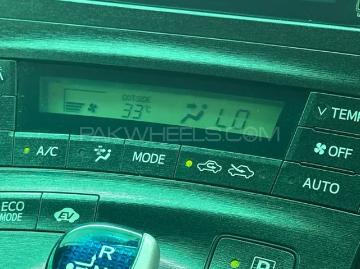 OUTSIDE
33°C
LO
PAKWHEELS.COM
TEMP
A/C
MODE
OFF
AUTO
ECO
MODE
EV
R
P